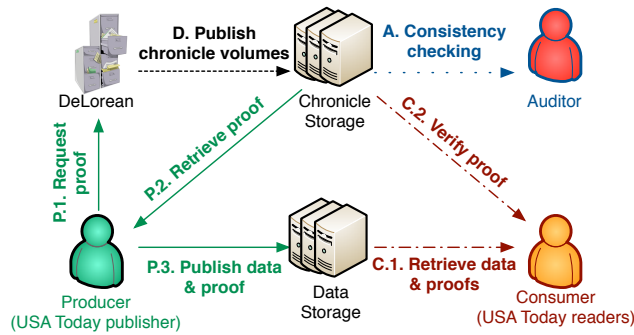 D. Publish
chronicle volumes
A. Consistency
checking
DeLorean
Chronicle
Storage
Auditor
P.1. Request
proof
P.2. Retrieve proof
C.2. Verify proof
P.3. Publish data
& proof
C.1. Retrieve data
& proofs
Producer
(USA Today publisher)
Data
Storage
Consumer
(USA Today readers)